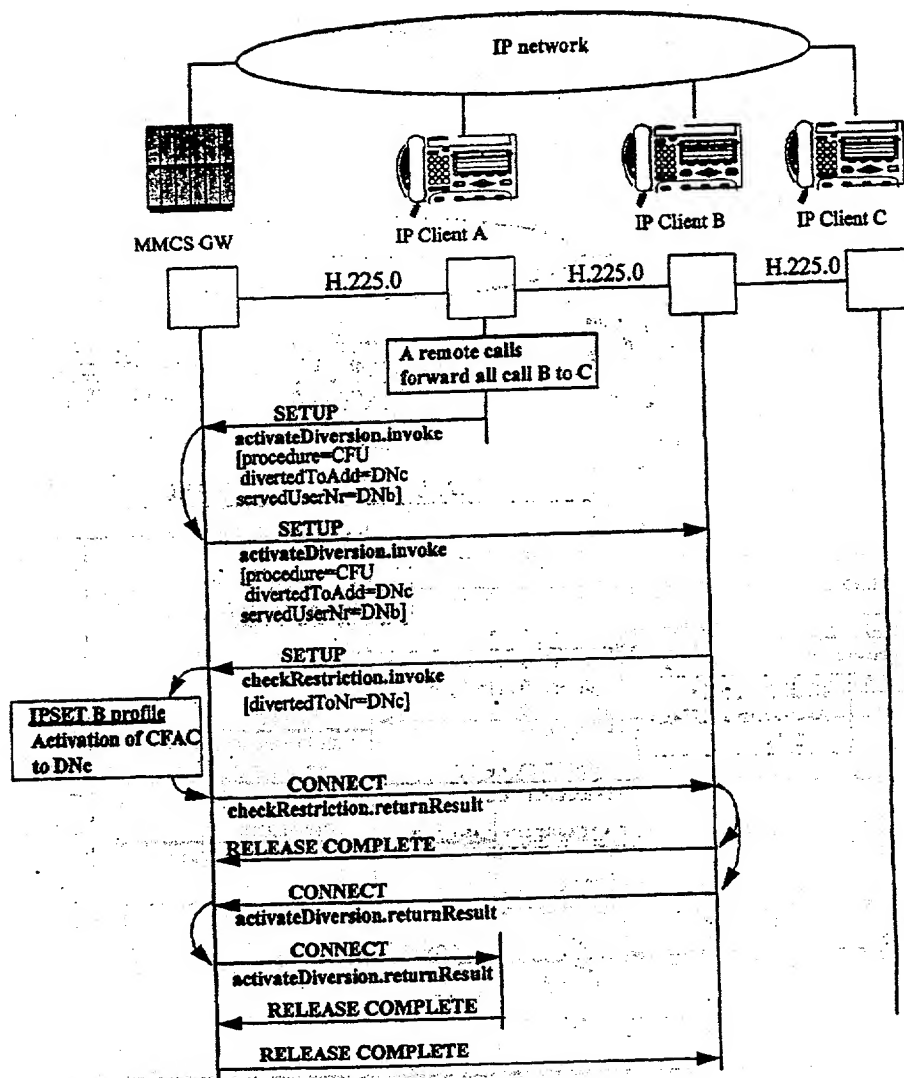 IP network
MMCS GW
IP Client A
IP Client B
IP Client C
H.225.0
H.225.0
H.225.0
A remote calls
forward all call B to C
SETUP
activateDiversion.invoke
[procedure=CFU
divertedToAdd=DNc
servedUserNr=DNb]
SETUP
activateDiversion.invoke
[procedure=CFU
divertedToAdd=DNc
servedUserNr=DNb]
SETUP
checkRestriction.invoke
[divertedToNr=DNc]
IPSET B profile
Activation of CFAC
to DNc
CONNECT
checkRestriction.returnResult
RELEASE COMPLETE
CONNECT
activateDiversion.returnResult
CONNECT
activateDiversion.returnResult
RELEASE COMPLETE
RELEASE COMPLETE